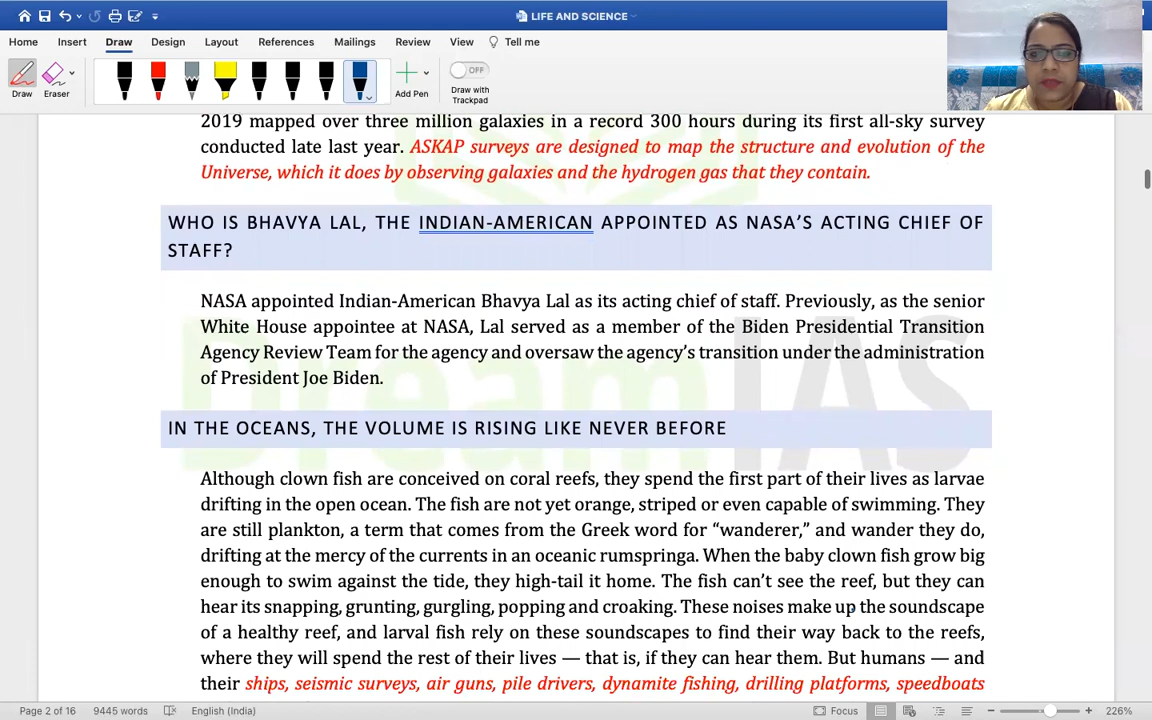 LIFE AND SCIENCE
Home Insert Draw Design Layout References Mailings Review View Tell me
OFF
Draw Eraser Add Pen Draw with
Trackpad
2019 mapped over three million galaxies in a record 300 hours during its first all-sky survey
conducted late last year. ASKAP surveys are designed to map the structure and evolution of the
Universe, which it does by observing galaxies and the hydrogen gas that they contain.
WHO IS BHAVYA LAL, THE INDIAN-AMERICAN APPOINTED AS NASA'S ACTING CHIEF OF
STAFF?
NASA appointed Indian-American Bhavya Lal as its acting chief of staff. Previously, as the senior
White House appointee at NASA, Lal served as a member of the Biden Presidential Transition
Agency Review Team for the agency and oversaw the agency's transition under the administration
of President Joe Biden.
DreamIAS
IN THE OCEANS, THE VOLUME IS RISING LIKE NEVER BEFORE
Although clown fish are conceived on coral reefs, they spend the first part of their lives as larvae
drifting in the open ocean. The fish are not yet orange, striped or even capable of swimming. They
are still plankton, a term that comes from the Greek word for “wanderer,” and wander they do,
drifting at the mercy of the currents in an oceanic rumspringa. When the baby clown fish grow big
enough to swim against the tide, they high-tail it home. The fish can't see the reef, but they can
hear its snapping, grunting, gurgling, popping and croaking. These noises make up the soundscape
of a healthy reef, and larval fish rely on these soundscapes to find their way back to the reefs,
where they will spend the rest of their lives — that is, if they can hear them. But humans — and
their ships, seismic surveys, air guns, pile drivers, dynamite fishing, drilling platforms, speedboats
Page 2 of 16 9445 words English (India) Focus 226%